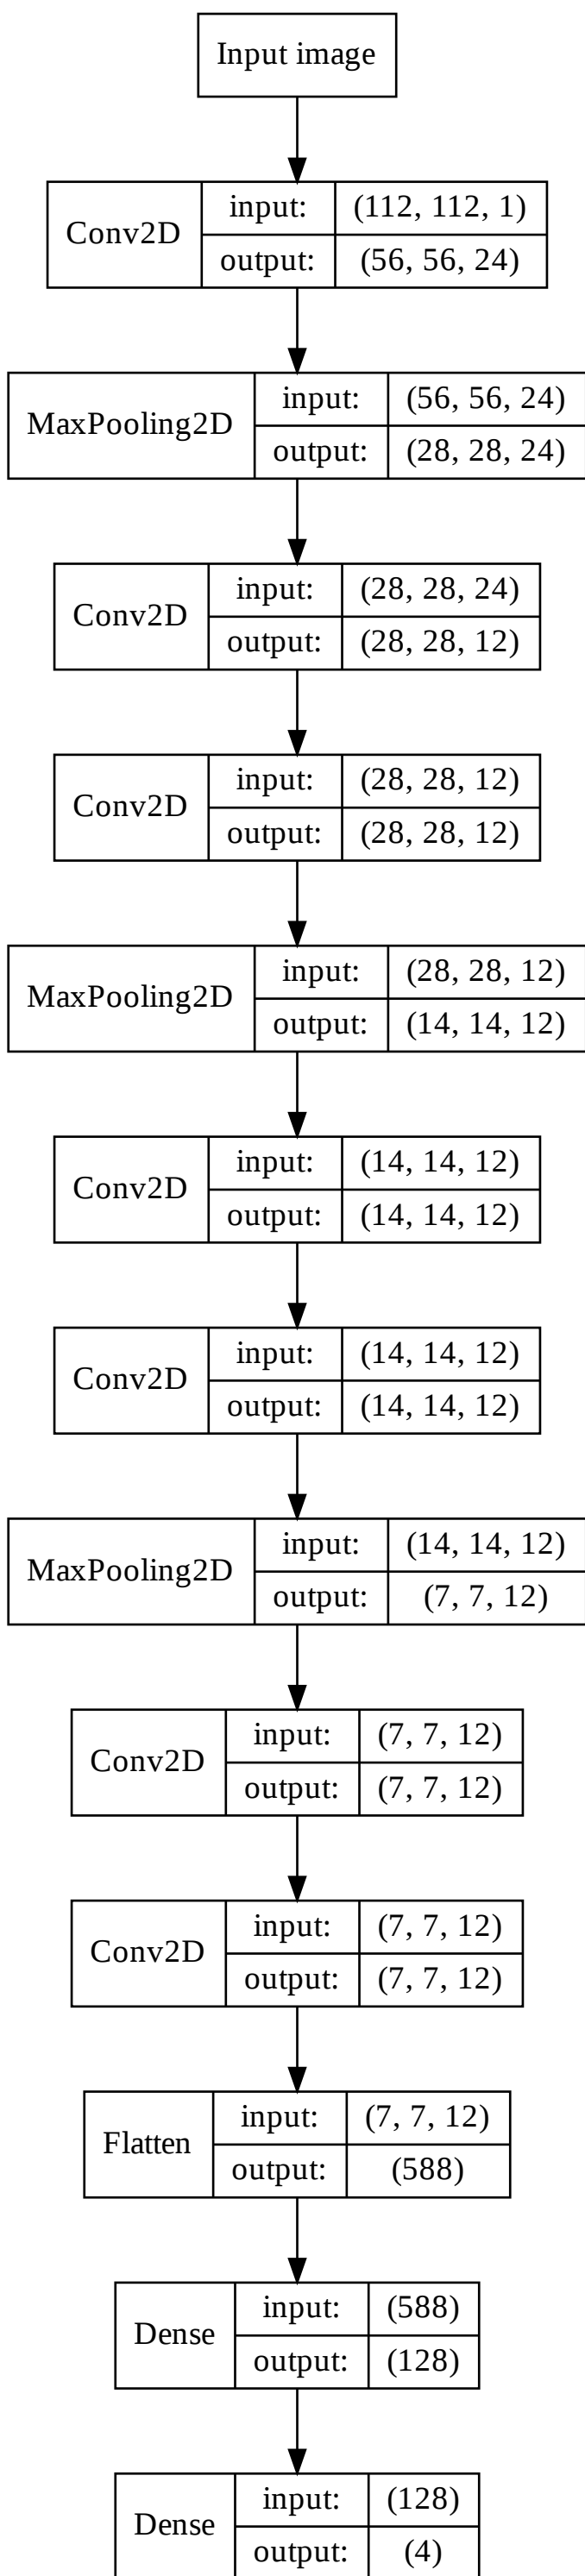 Input image
Conv2D
input: (112, 112, 1)
output: (56, 56, 24)
MaxPooling2D
input: (56, 56, 24)
output: (28, 28, 24)
Conv2D
input: (28, 28, 24)
output: (28, 28, 12)
Conv2D
input: (28, 28, 12)
output: (28, 28, 12)
MaxPooling2D
input: (28, 28, 12)
output: (14, 14, 12)
Conv2D
input: (14, 14, 12)
output: (14, 14, 12)
Conv2D
input: (14, 14, 12)
output: (14, 14, 12)
MaxPooling2D
input: (14, 14, 12)
output: (7, 7, 12)
Conv2D
input: (7, 7, 12)
output: (7, 7, 12)
Conv2D
input: (7, 7, 12)
output: (7, 7, 12)
Flatten
input: (7, 7, 12)
output: (588)
Dense
input: (588)
output: (128)
Dense
input: (128)
output: (4)